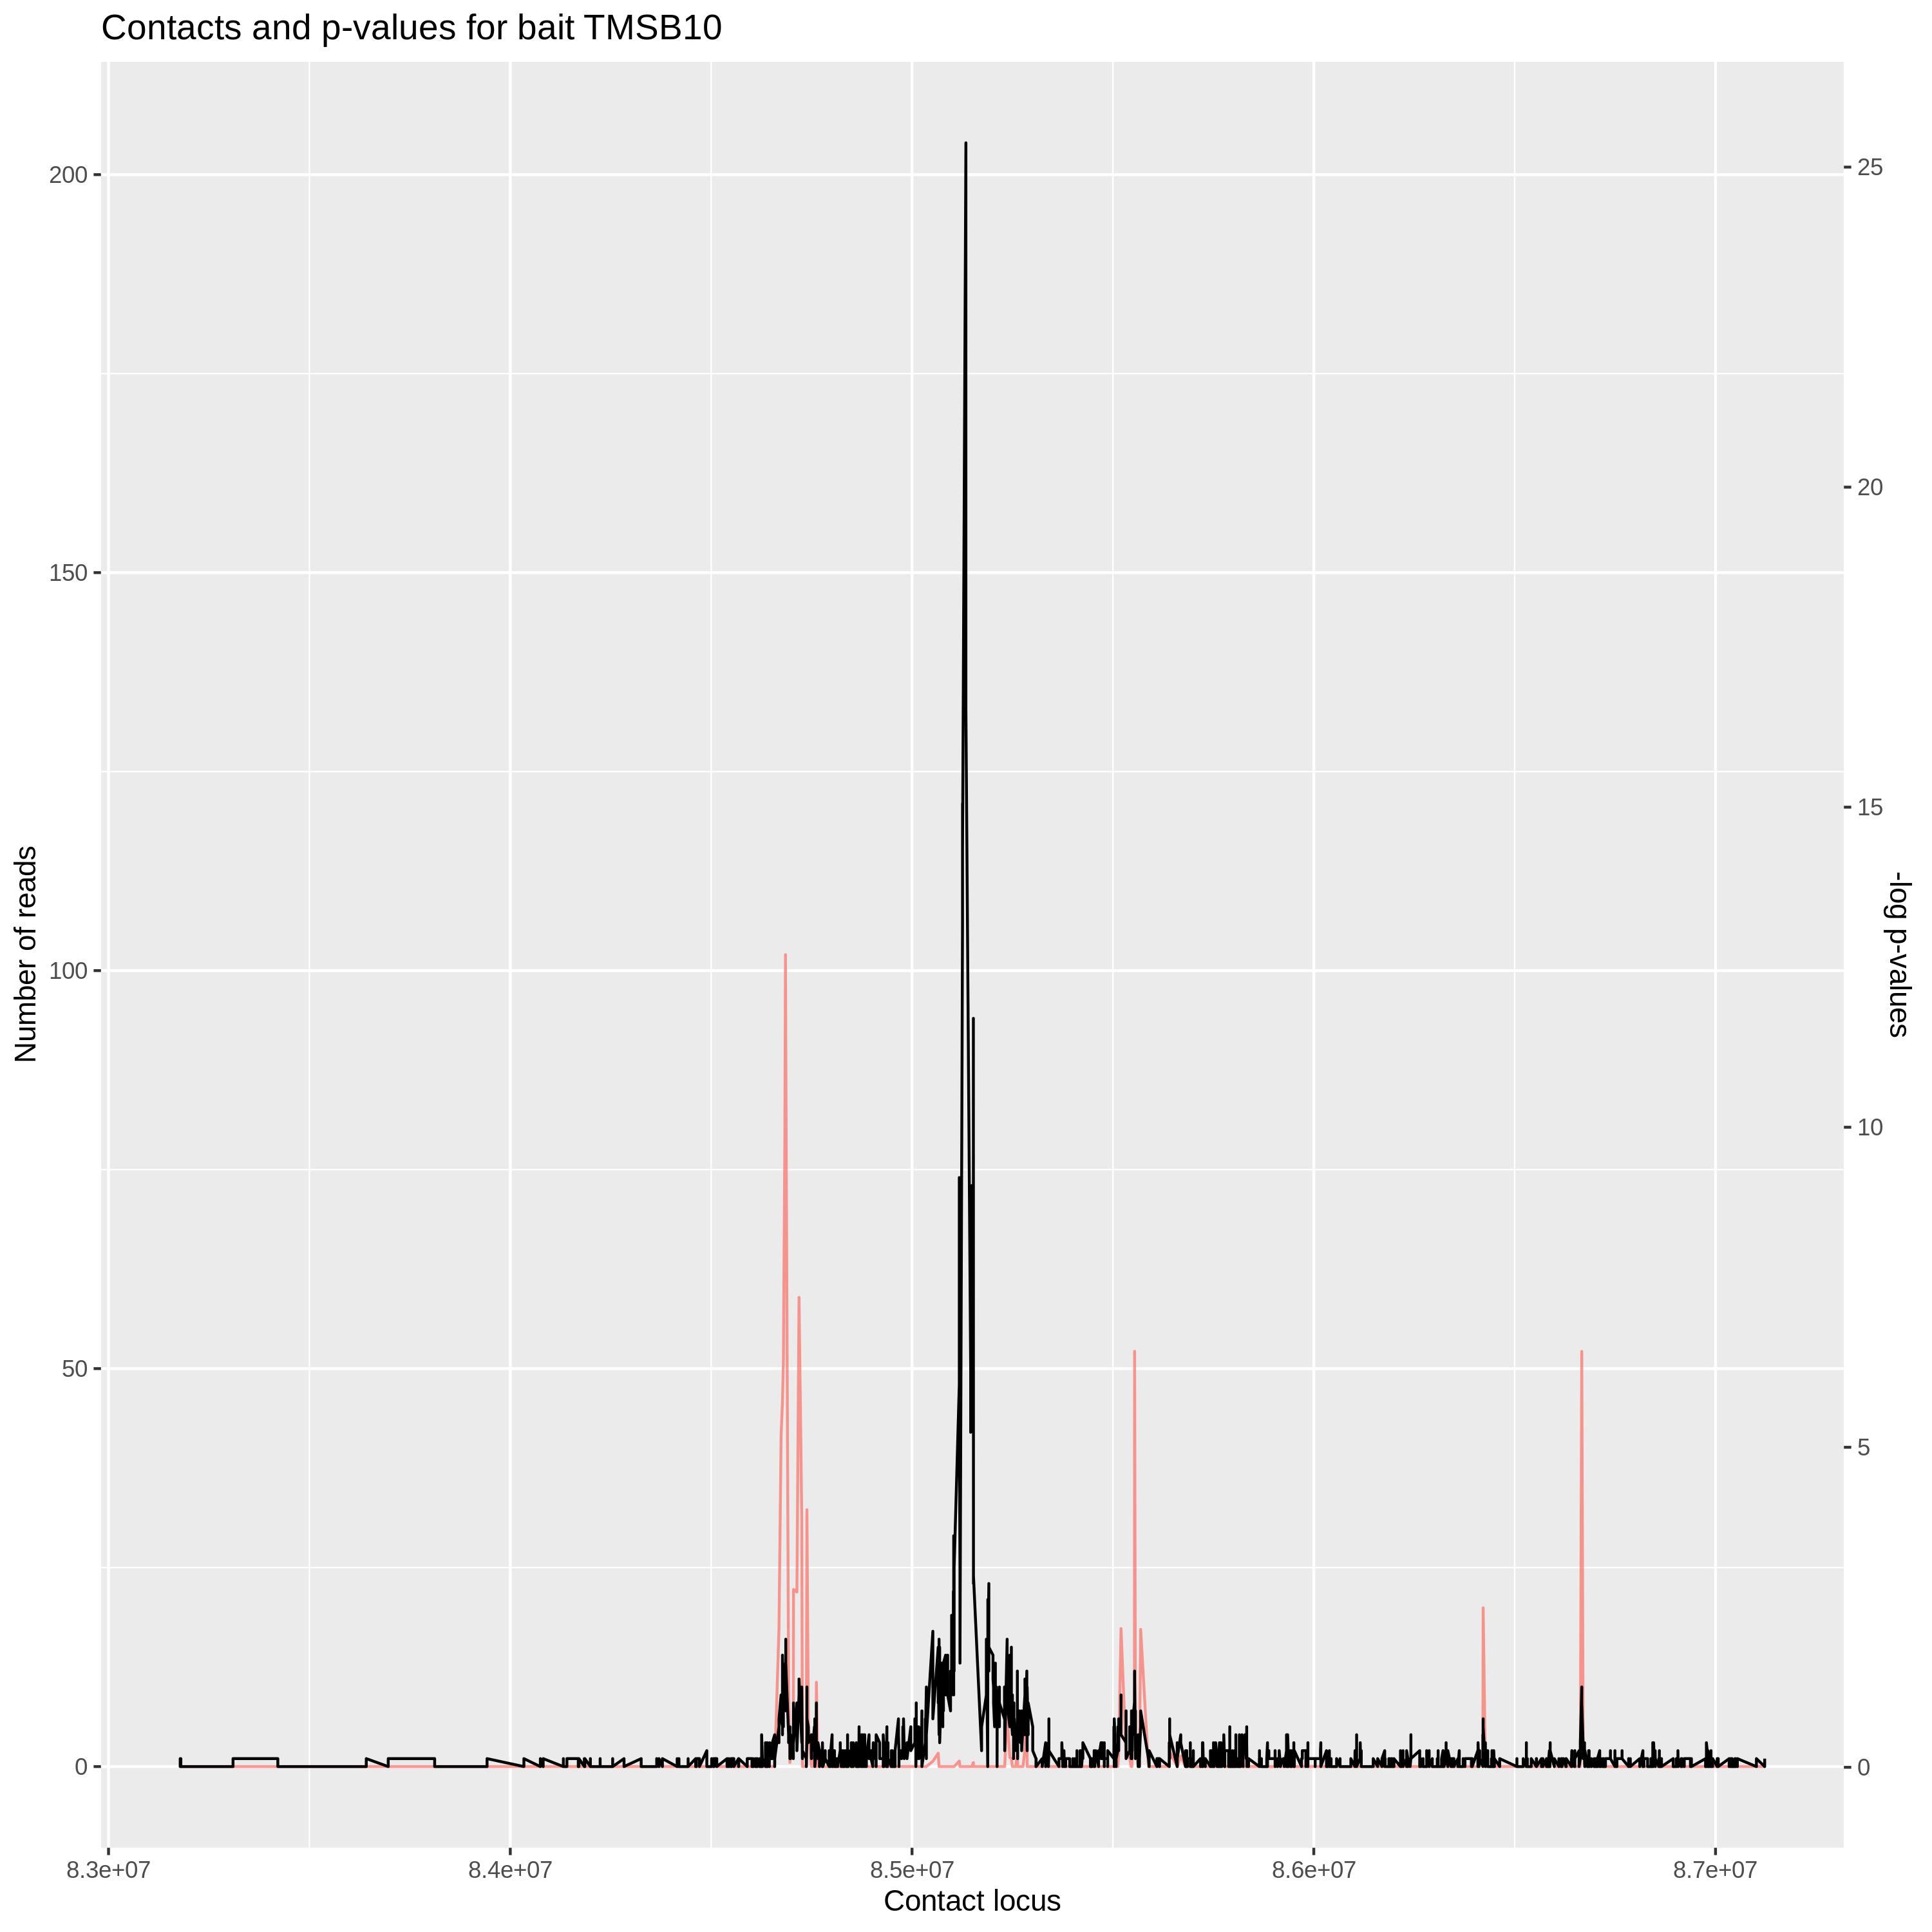 Contacts and p-values for bait TMSB10
Number of reads
200
150
100
50
0
25
20
15
10
5
0
-log p-values
8.3e+07 8.4e+07 8.5e+07 8.6e+07 8.7e+07
Contact locus